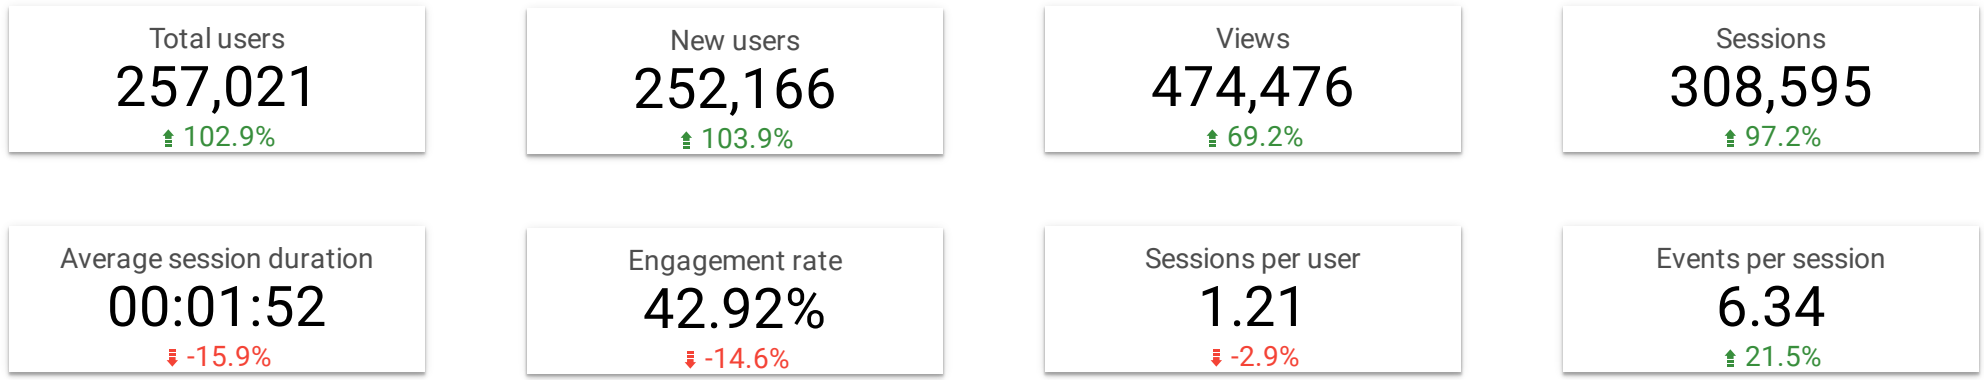 Total users
257,021
102.9%
New users
252,166
103.9%
Views
474,476
69.2%
Sessions
308,595
97.2%
Average session duration
00:01:52
-15.9%
Engagement rate
42.92%
-14.6%
Sessions per user
1.21
-2.9%
Events per session
6.34
21.5%